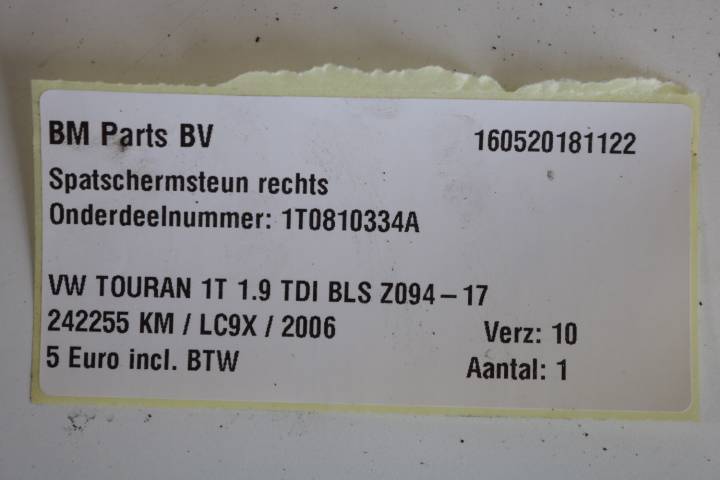 BM Parts BV 160520181122
Spatschermsteun rechts
Onderdeelnummer: 1T0810334A
VW TOURAN 1T 1.9 TDI BLS Z094-17
242255 KM / LC9X / 2006 Verz: 10
5 Euro incl. BTW Aantal: 1